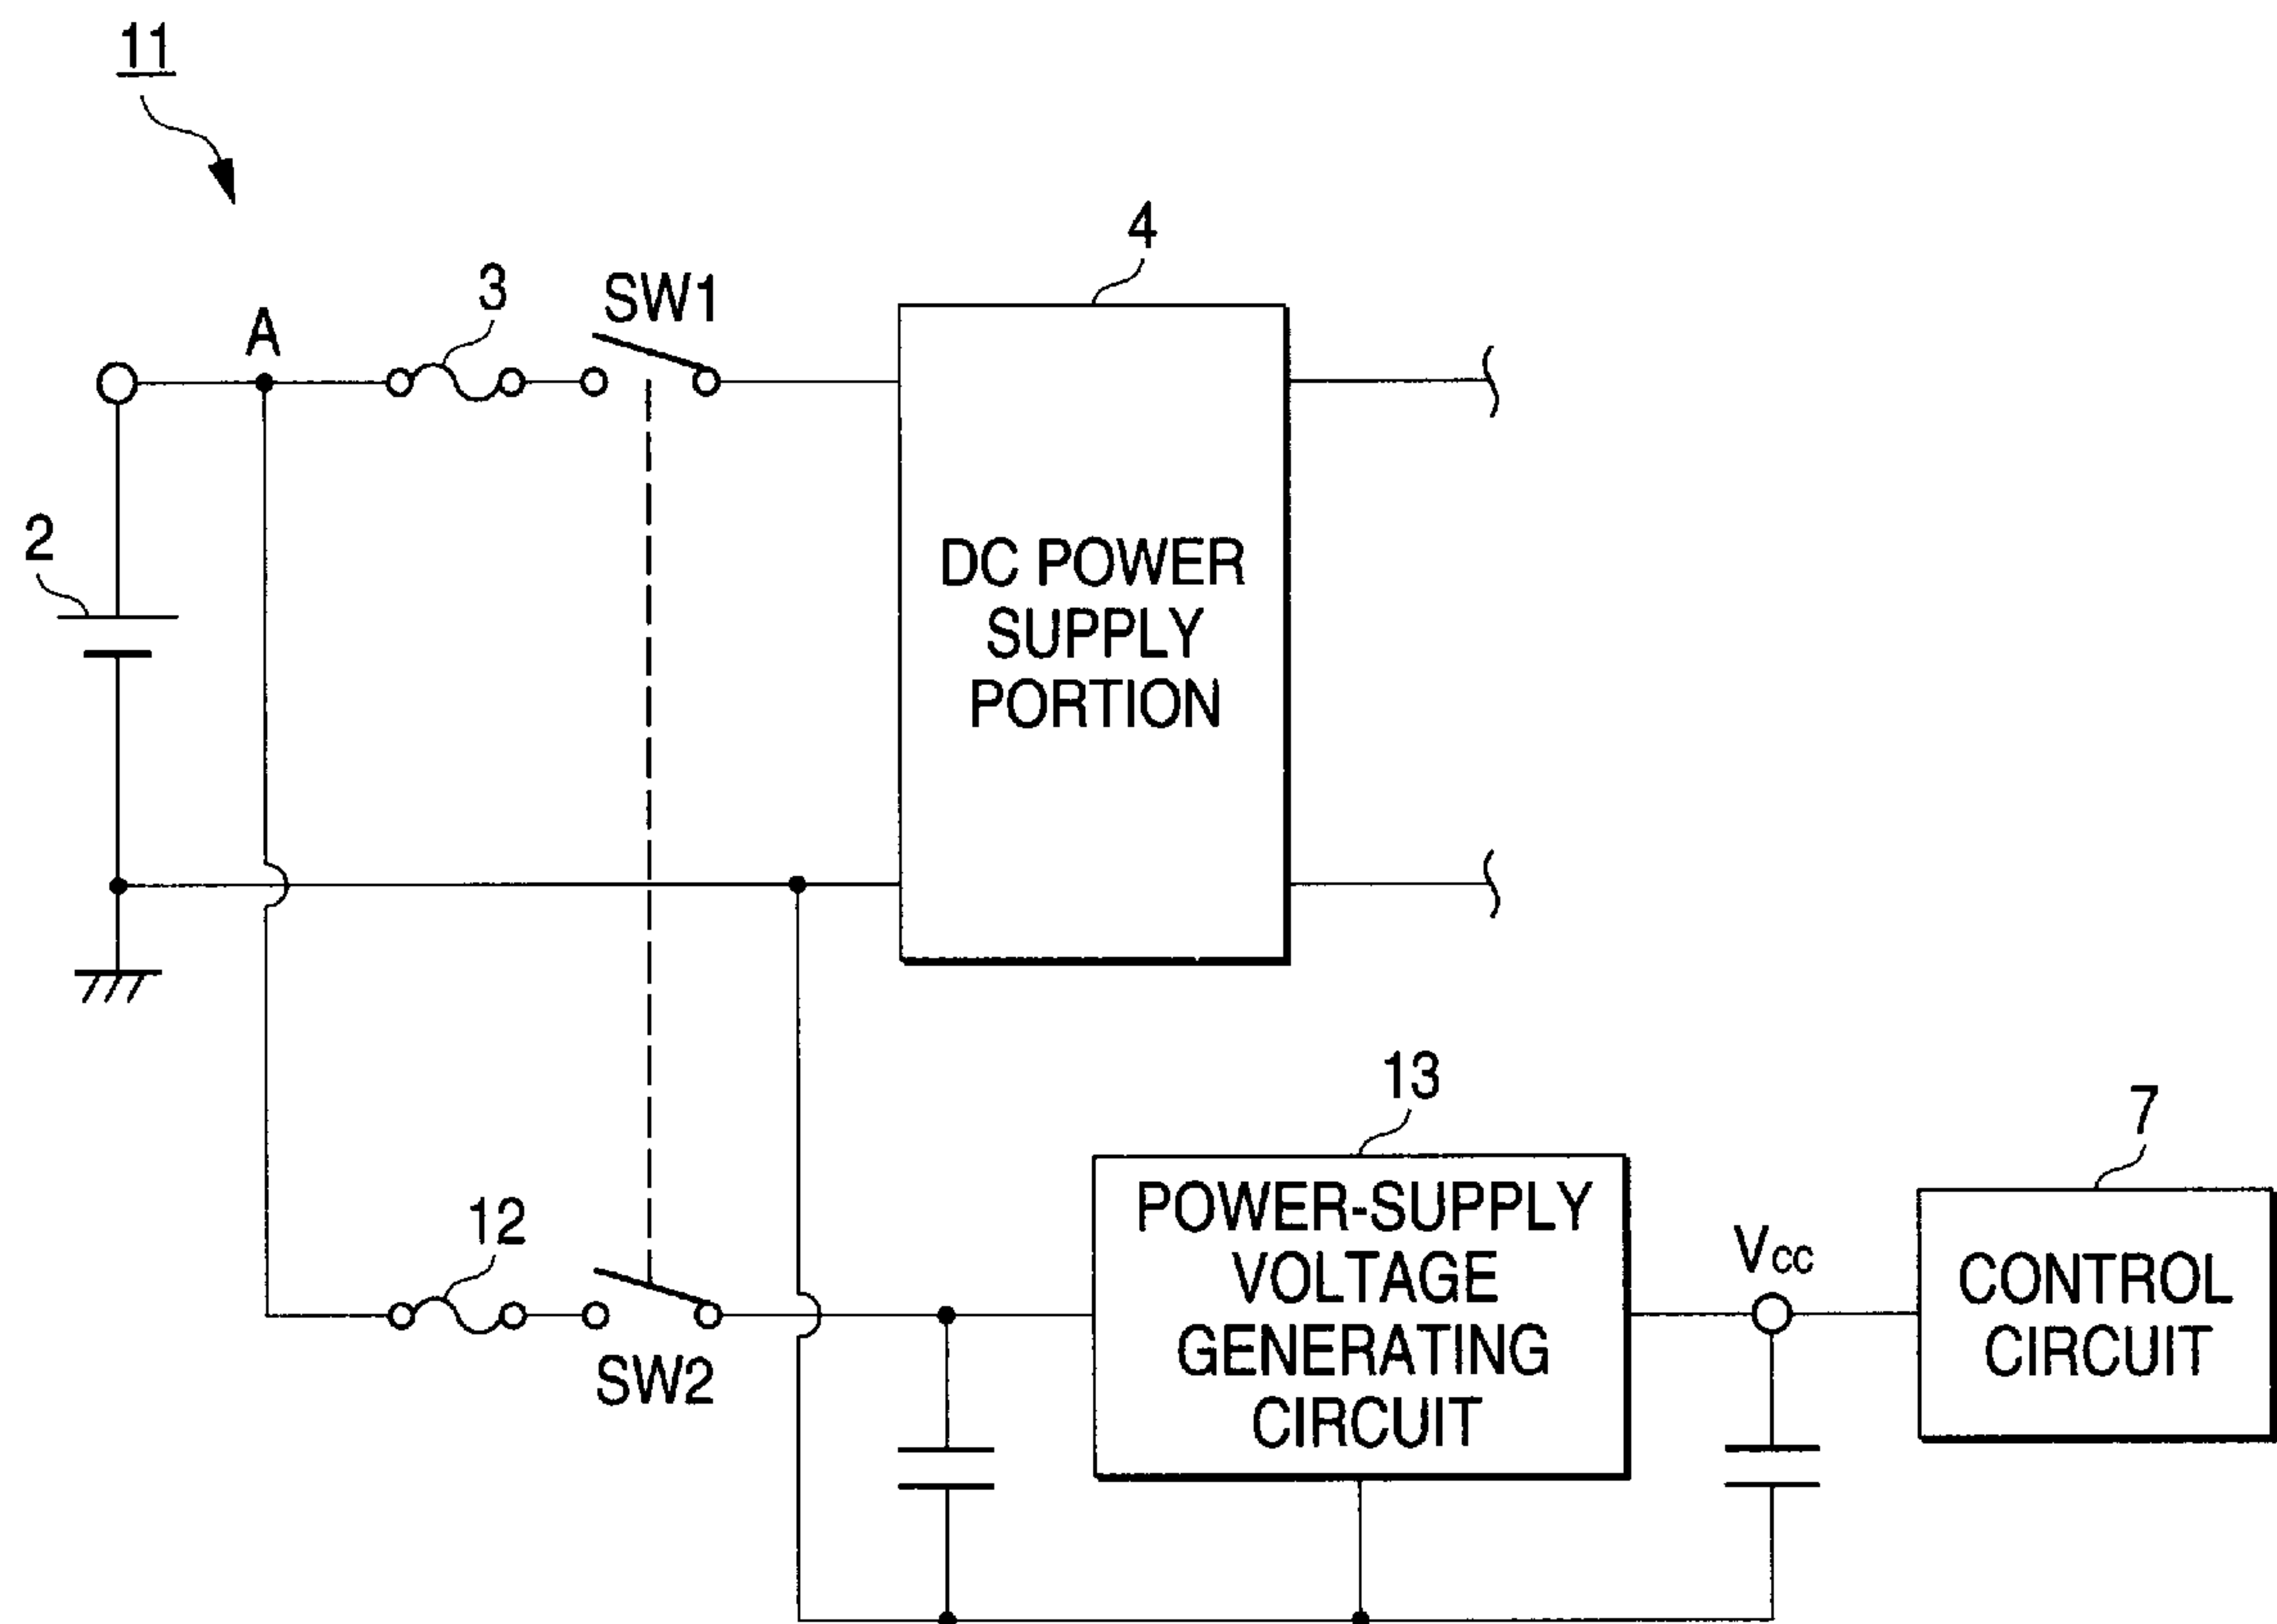 11
4
3
SW1
A
2
DC POWER
SUPPLY
PORTION
13
7
12
POWER-SUPPLY
VOLTAGE
GENERATING
CIRCUIT
Vcc
CONTROL
CIRCUIT
SW2